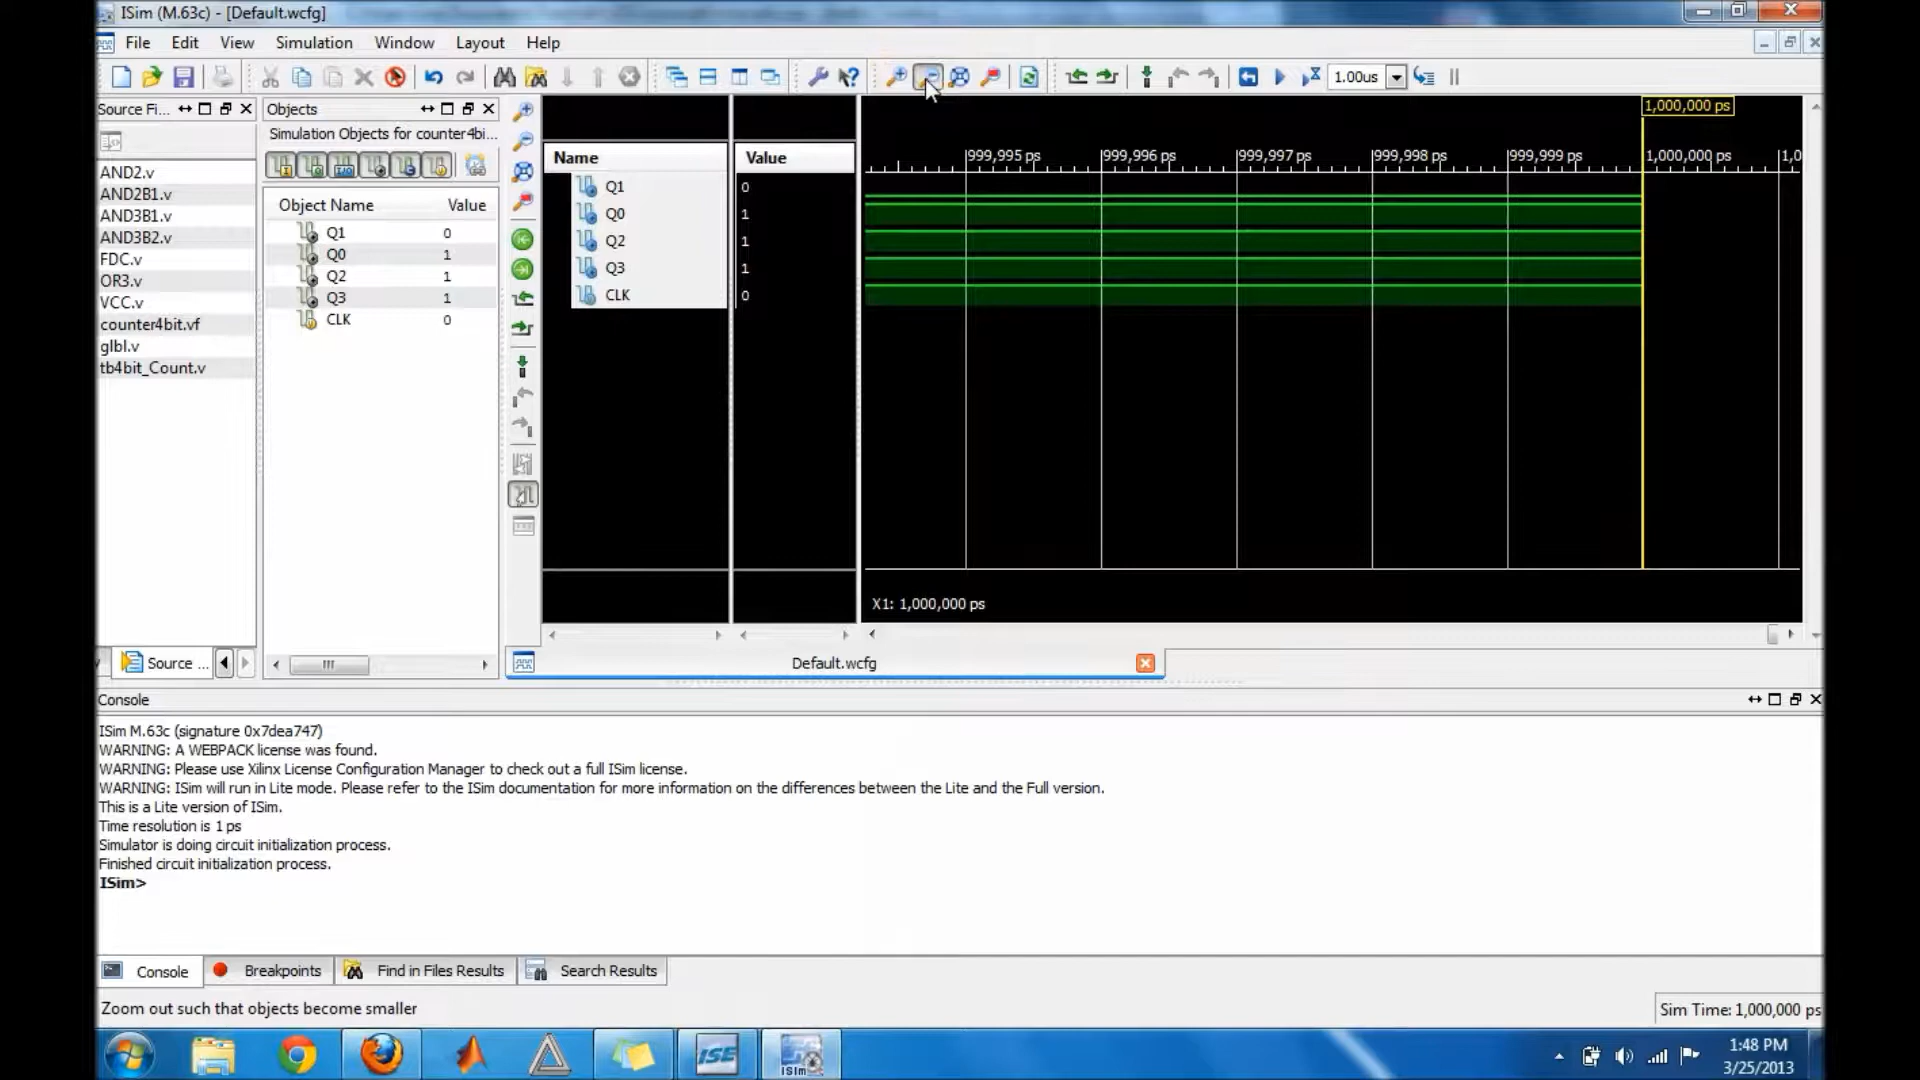 ISim (M.63c) - [Default.wcfg]
File Edit View Simulation Window Layout Help
1.00us
Source Fi...
Objects
Simulation Objects for counter4bi...
Object Name Value
Q1 0
Q0 1
Q2 1
Q3 1
CLK 0
AND2.v
AND2B1.v
AND3B1.v
AND3B2.v
FDC.v
OR3.v
VCC.v
counter4bit.vf
glbl.v
tb4bit_Count.v
Source ...
Name Value
Q1 0
Q0 1
Q2 1
Q3 1
CLK 0
1,000,000 ps
999,995 ps 999,996 ps 999,997 ps 999,998 ps 999,999 ps 1,000,000 ps 1,0
X1: 1,000,000 ps
Default.wcfg
Console
ISim M.63c (signature 0x7dea747)
WARNING: A WEBPACK license was found.
WARNING: Please use Xilinx License Configuration Manager to check out a full ISim license.
WARNING: ISim will run in Lite mode. Please refer to the ISim documentation for more information on the differences between the Lite and the Full version.
This is a Lite version of ISim.
Time resolution is 1 ps
Simulator is doing circuit initialization process.
Finished circuit initialization process.
ISim>
Console Breakpoints Find in Files Results Search Results
Zoom out such that objects become smaller
Sim Time: 1,000,000 ps
ISE
ISim
1:48 PM
3/25/2013